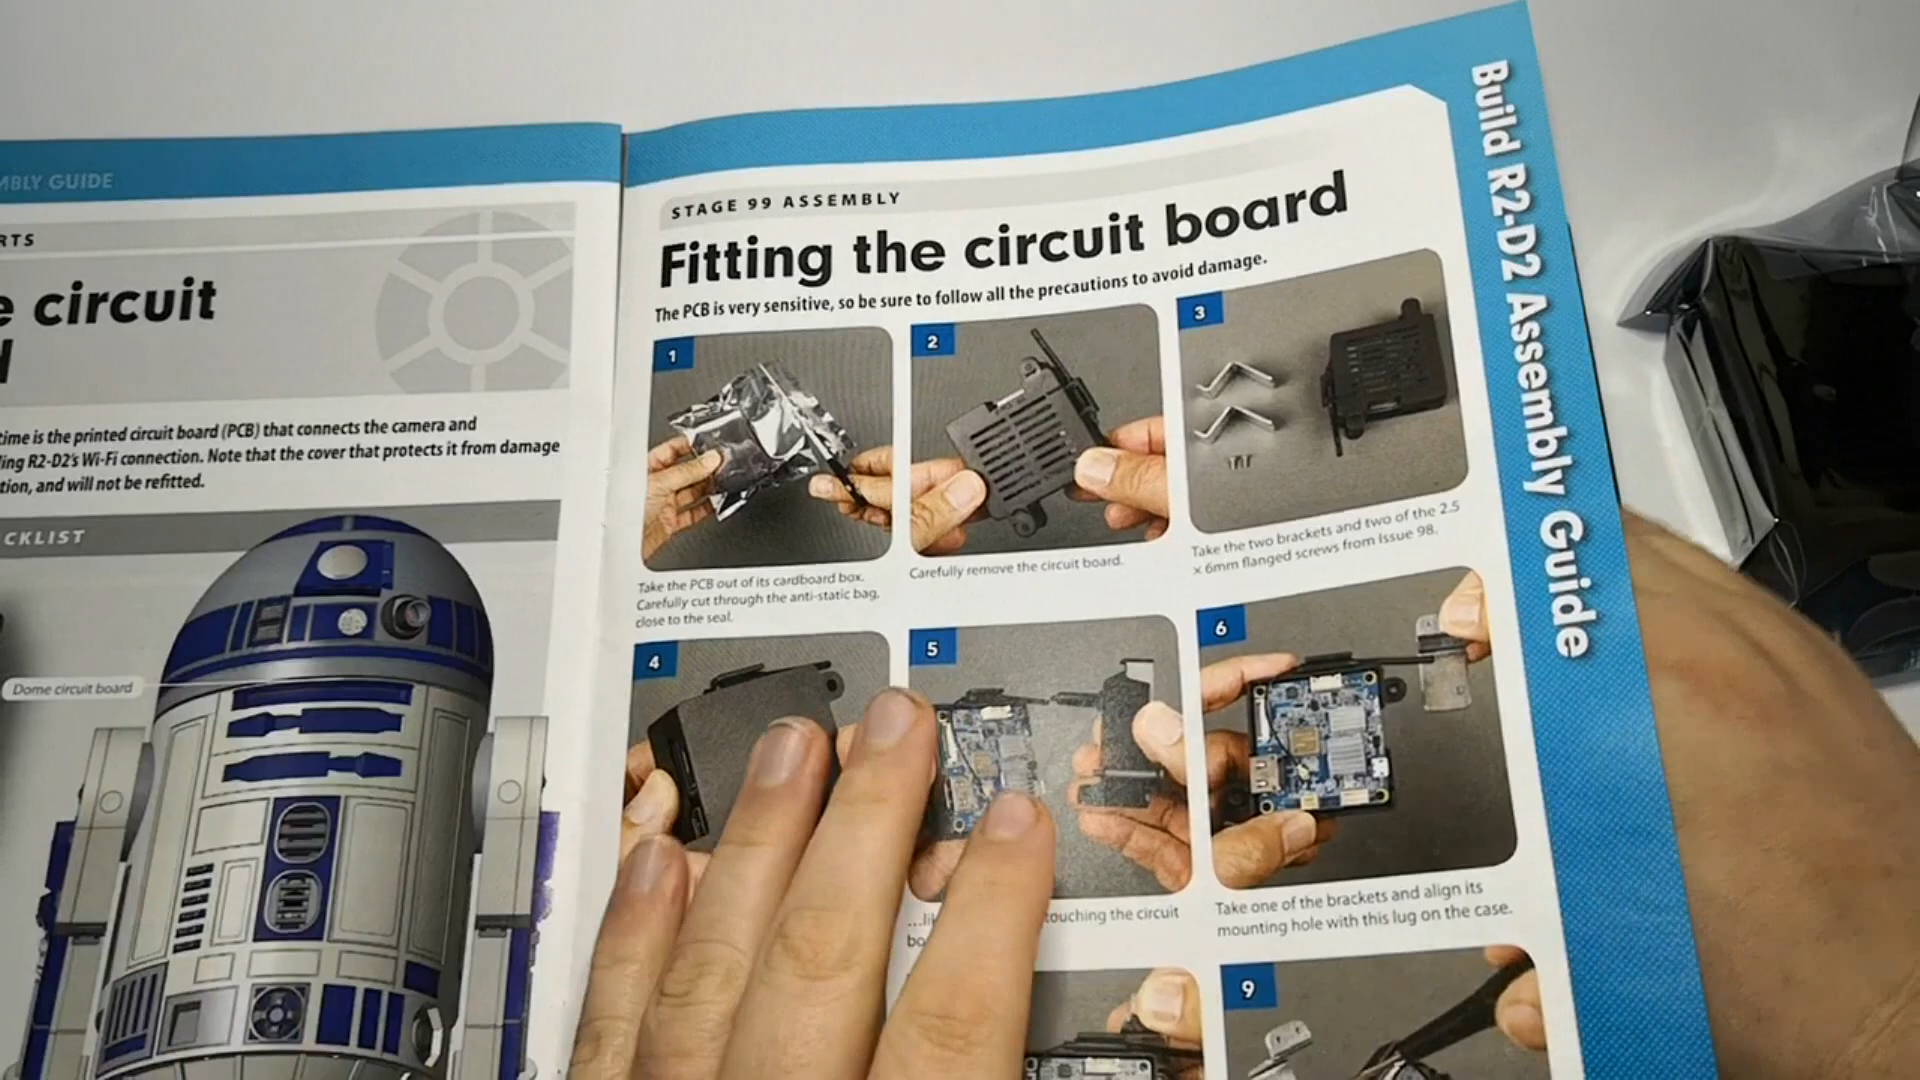 MBLY GUIDE
RTS
e circuit
time is the printed circuit board (PCB) that connects the camera and
ling R2-D2's Wi-Fi connection. Note that the cover that protects it from damage
tion, and will not be refitted.
CKLIST
Dome circuit board
STAGE 99 ASSEMBLY
Fitting the circuit board
The PCB is very sensitive, so be sure to follow all the precautions to avoid damage.
1
Take the PCB out of its cardboard box.
Carefully cut through the anti-static bag,
close to the seal.
2
Carefully remove the circuit board.
3
Take the two brackets and two of the 2.5
× 6mm flanged screws from Issue 98.
4
5
touching the circuit
6
Take one of the brackets and align its
mounting hole with this lug on the case.
9
Build R2-D2 Assembly Guide